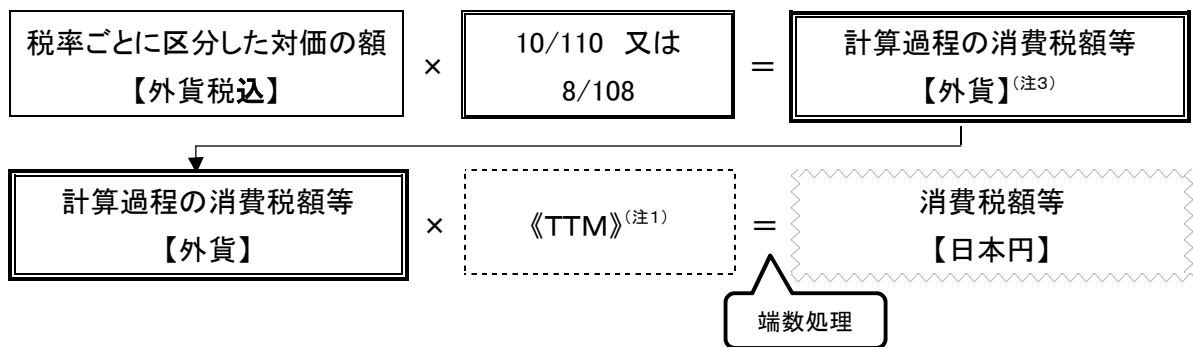 税率ごとに区分した対価の額
【外貨税込】
×
10/110 又は
8/108
＝
計算過程の消費税額等
【外貨】(注3)
計算過程の消費税額等
【外貨】
×
《TTM》(注1)
＝
消費税額等
【日本円】
端数処理